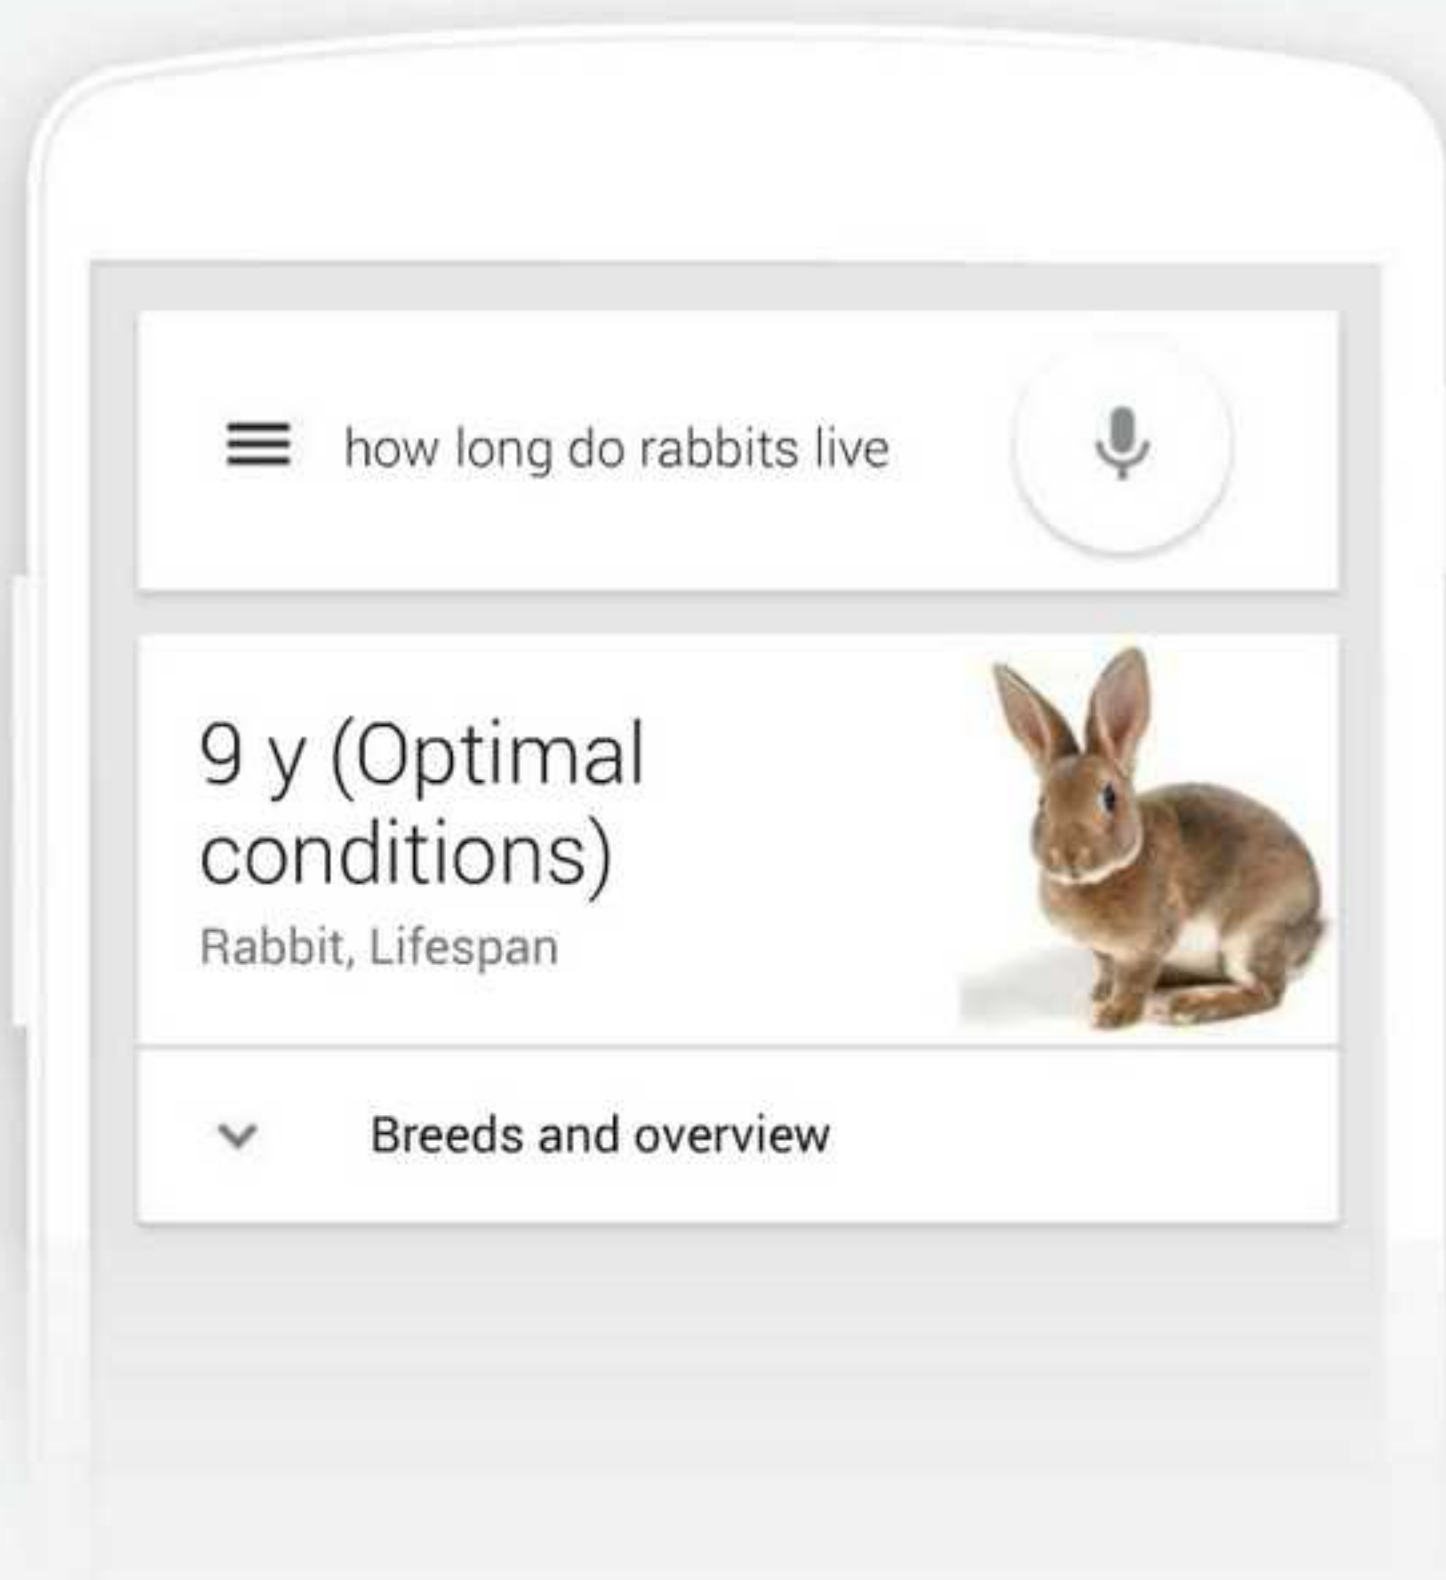 how long do rabbits live
9 y (Optimal
conditions)
Rabbit, Lifespan
Breeds and overview